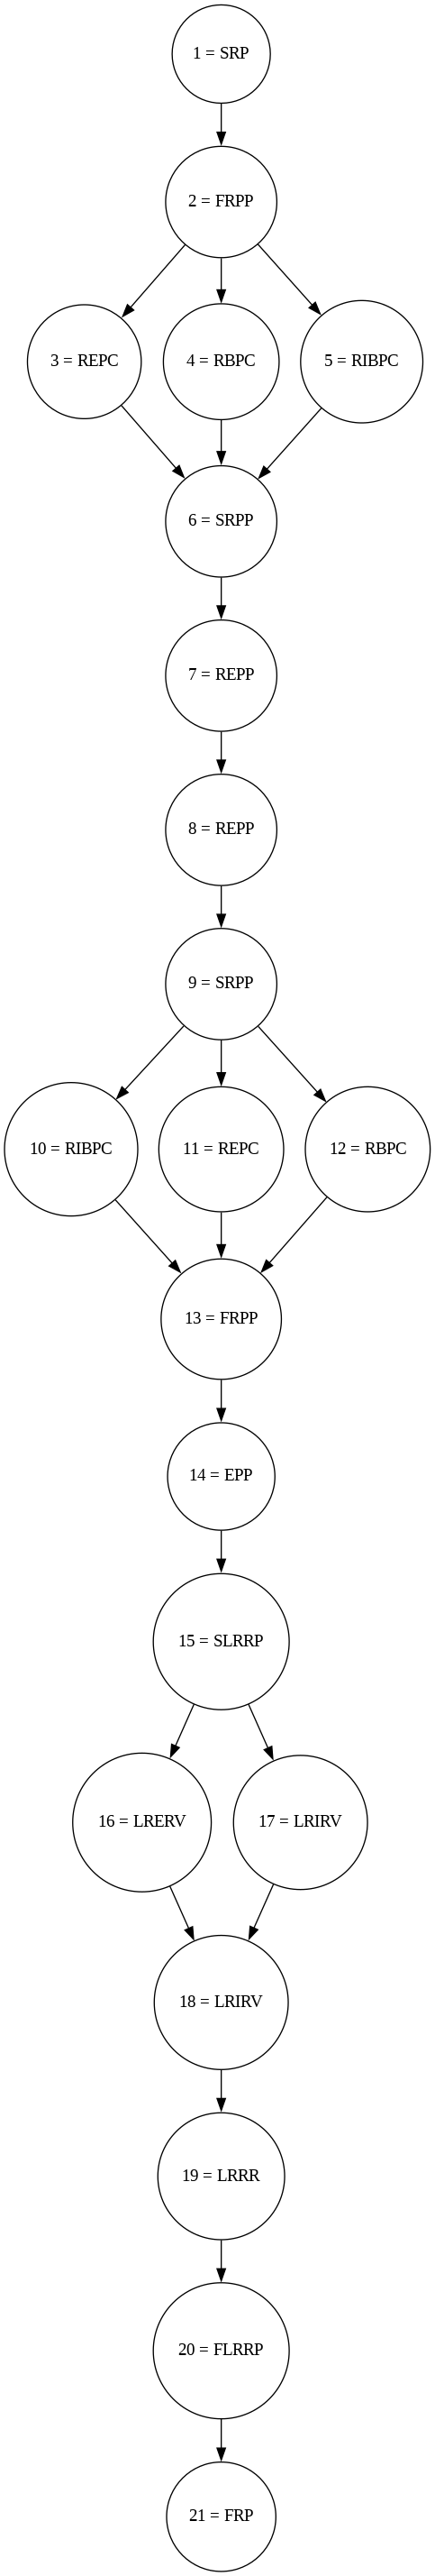 1 = SRP
2 = FRPP
3 = REPC
4 = RBPC
5 = RIBPC
6 = SRPP
7 = REPP
8 = REPP
9 = SRPP
10 = RIBPC
11 = REPC
12 = RBPC
13 = FRPP
14 = EPP
15 = SLRRP
16 = LRERV
17 = LRIRV
18 = LRIRV
19 = LRRR
20 = FLRRP
21 = FRP